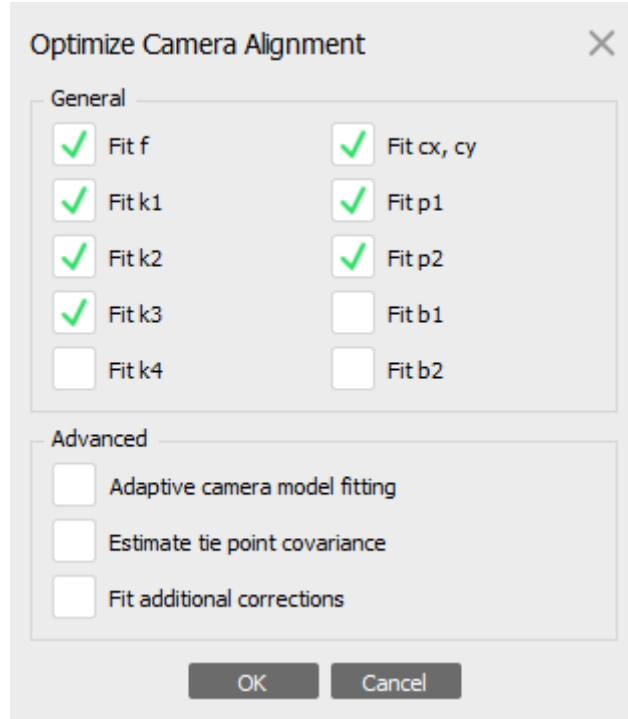 Optimize Camera Alignment
General
Fit f
Fit cx, cy
Fit k1
Fit p1
Fit k2
Fit p2
Fit k3
Fit b1
Fit k4
Fit b2
Advanced
Adaptive camera model fitting
Estimate tie point covariance
Fit additional corrections
OK
Cancel